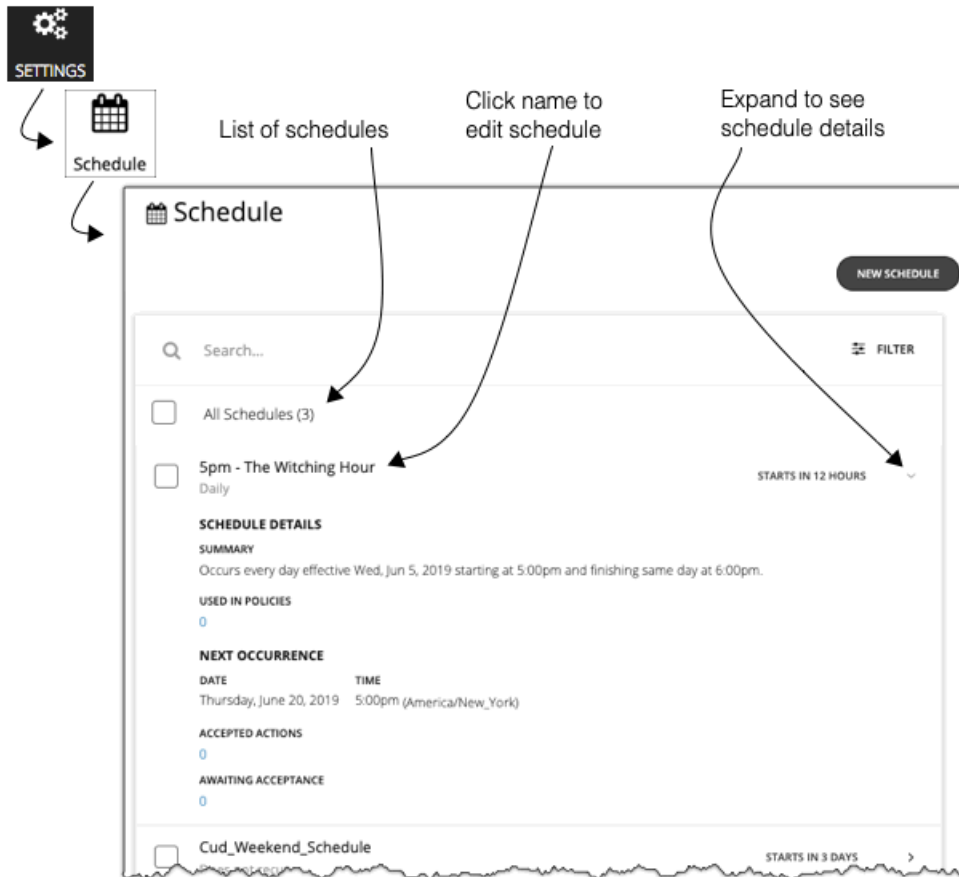 SETTINGS
Schedule
List of schedules
Click name to
edit schedule
Expand to see
schedule details
Schedule
NEW SCHEDULE
Search...
FILTER
All Schedules (3)
5pm - The Witching Hour
STARTS IN 12 HOURS
Daily
SCHEDULE DETAILS
SUMMARY
Occurs every day effective Wed, Jun 5, 2019 starting at 5:00pm and finishing same day at 6:00pm.
USED IN POLICIES
0
NEXT OCCURRENCE
DATE TIME
Thursday, June 20, 2019 5:00pm (America/New_York)
ACCEPTED ACTIONS
0
AWAITING ACCEPTANCE
0
Cud_Weekend_Schedule
STARTS IN 3 DAYS